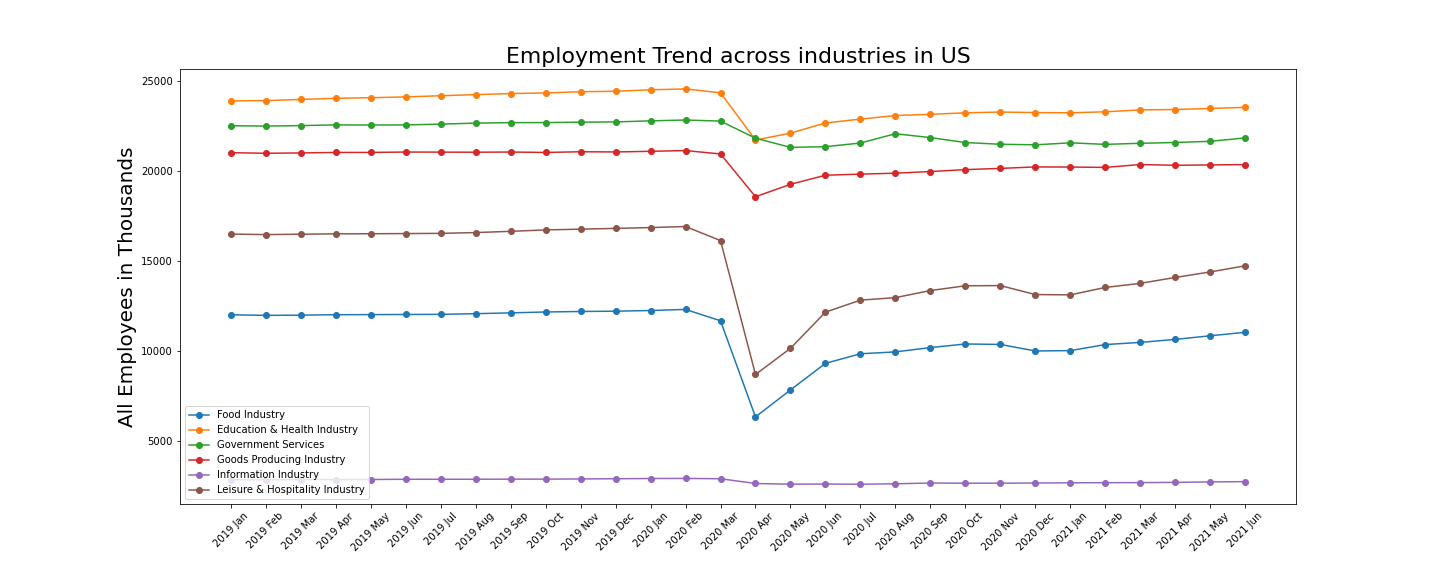 Employment Trend across industries in US
All Employees in Thousands
25000
20000
15000
10000
5000
Food Industry
Education & Health Industry
Government Services
Goods Producing Industry
Information Industry
Leisure & Hospitality Industry
2019 Jan
2019 Feb
2019 Mar
2019 Apr
2019 May
2019 Jun
2019 Jul
2019 Aug
2019 Sep
2019 Oct
2019 Nov
2019 Dec
2020 Jan
2020 Feb
2020 Mar
2020 Apr
2020 May
2020 Jun
2020 Jul
2020 Aug
2020 Sep
2020 Oct
2020 Nov
2020 Dec
2021 Jan
2021 Feb
2021 Mar
2021 Apr
2021 May
2021 Jun